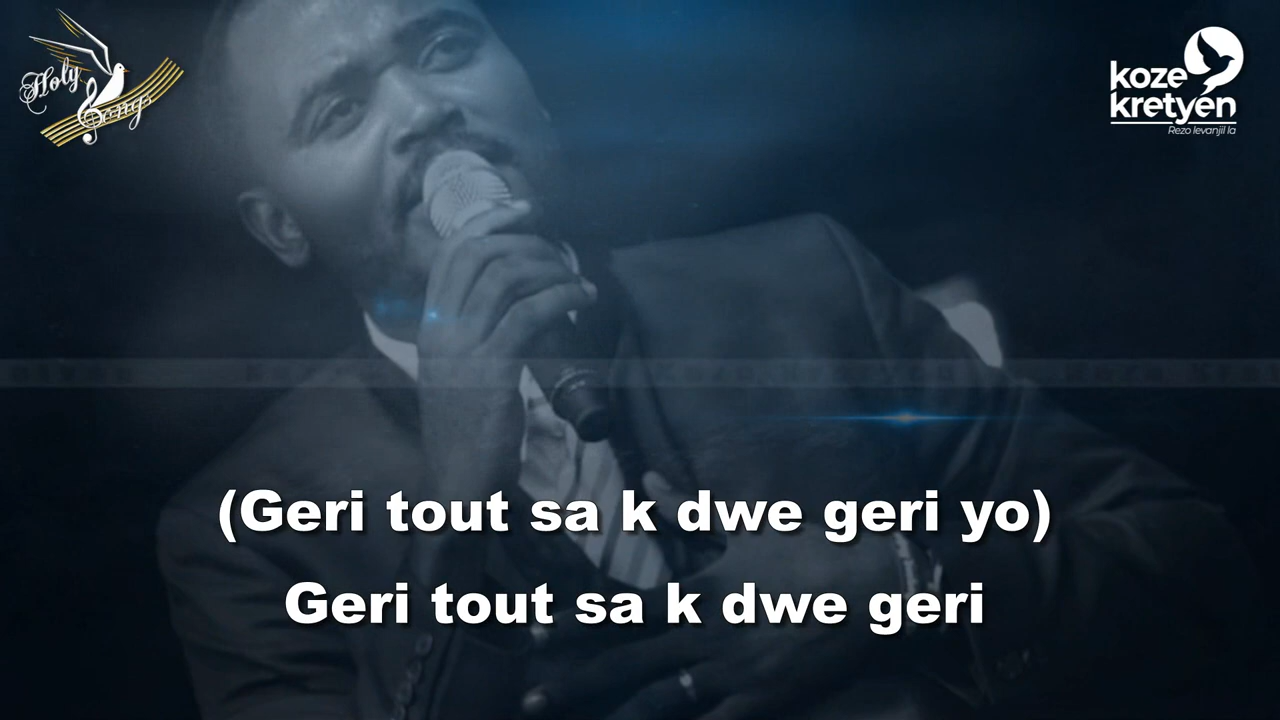 Holy
Songs
koze
kretyen
Rezo levanjil la
(Geri tout sa k dwe geri yo)
Geri tout sa k dwe geri